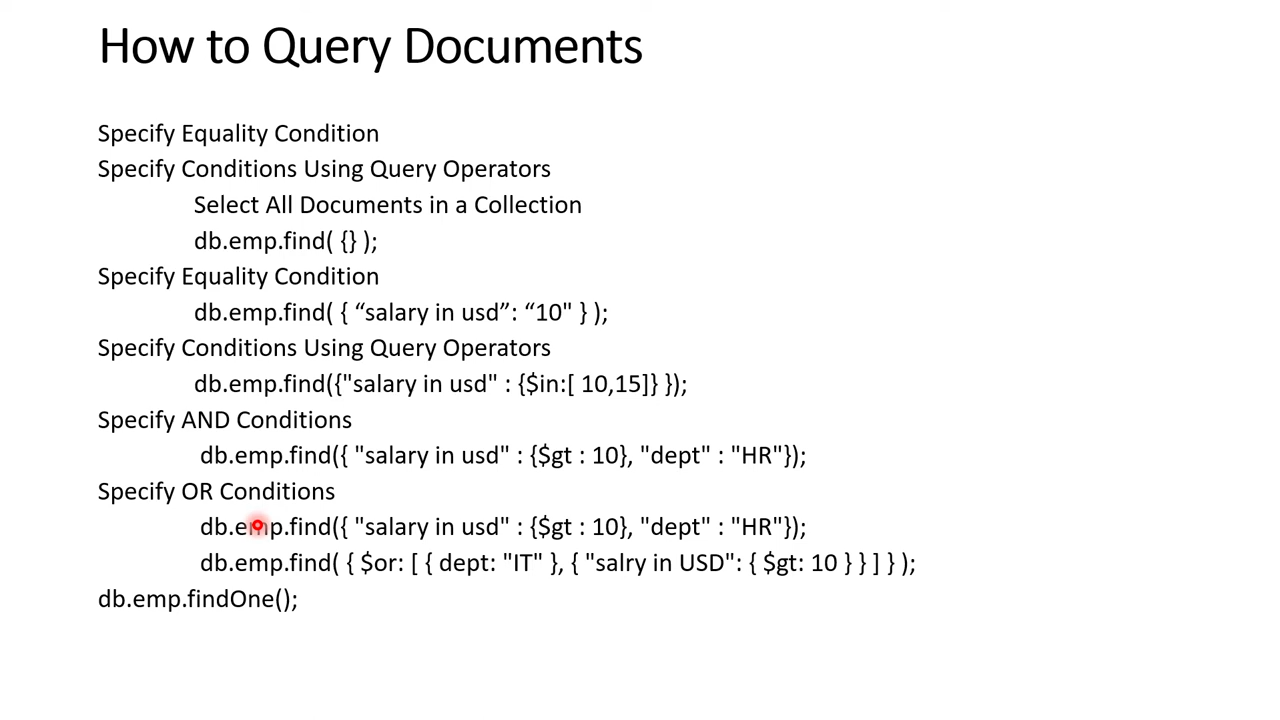 How to Query Documents
Specify Equality Condition
Specify Conditions Using Query Operators
Select All Documents in a Collection
db.emp.find( {} );
Specify Equality Condition
db.emp.find( { “salary in usd”: “10" } );
Specify Conditions Using Query Operators
db.emp.find({"salary in usd" : {$in:[ 10,15]} });
Specify AND Conditions
db.emp.find({ "salary in usd" : {$gt : 10}, "dept" : "HR"});
Specify OR Conditions
db.emp.find({ "salary in usd" : {$gt : 10}, "dept" : "HR"});
db.emp.find( { $or: [ { dept: "IT" }, { "salry in USD": { $gt: 10 } } ] } );
db.emp.findOne();